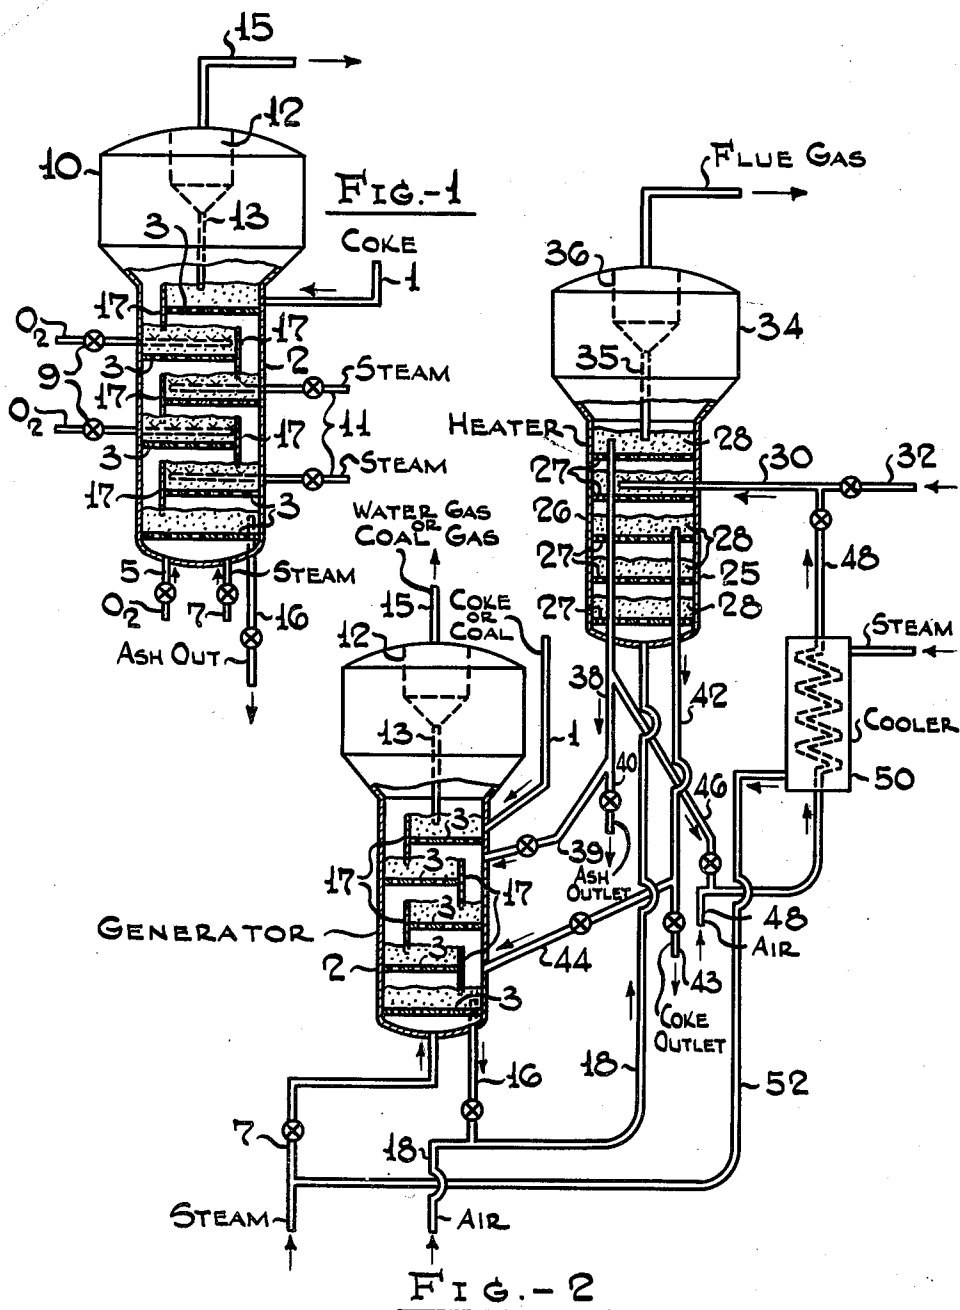 15
12
10
FIG.-1
13
3
COKE
1
17
O2
17
2
9
3
STEAM
17
O2
17
11
3
STEAM
17
3
5
STEAM
O2
7
16
ASH OUT
FLUE GAS
36
34
35
HEATER
28
27
30
32
26
27
28
48
27
25
27
28
STEAM
COOLER
50
WATER GAS
OR
COAL GAS
15
COKE
OR
COAL
12
13
1
38
42
40
46
39
ASH
OUTLET
3
17
3
17
3
GENERATOR
3
2
44
3
48
AIR
43
COKE
OUTLET
16
18
52
7
18
STEAM
AIR
FIG.-2